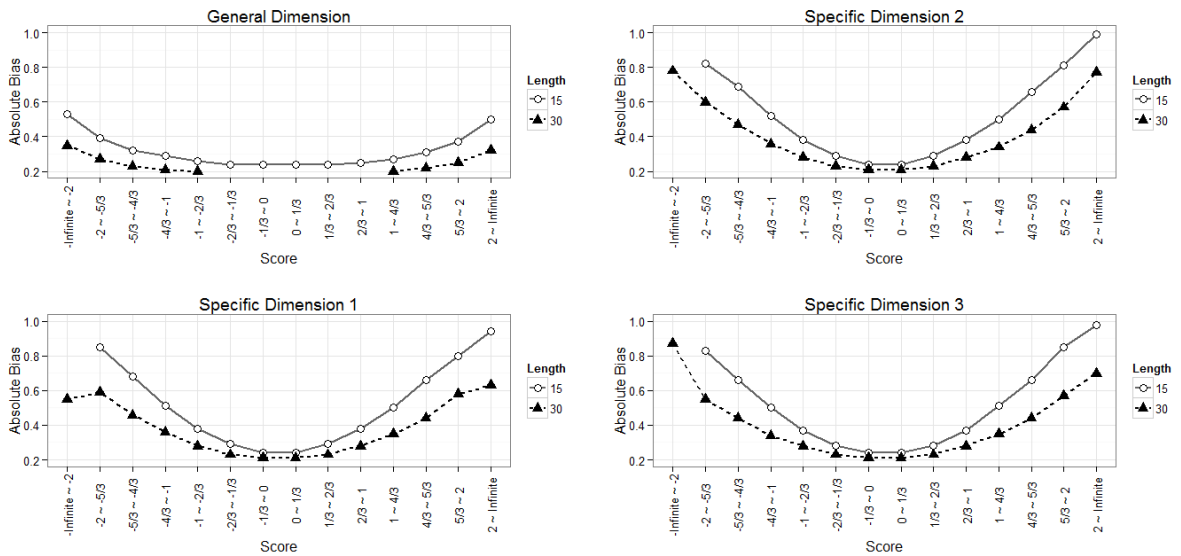 General Dimension
Absolute Bias
1.0
0.8
0.6
0.4
0.2
-Infinite ~ -2
-2 ~ -5/3
-5/3 ~ -4/3
-4/3 ~ -1
-1 ~ -2/3
-2/3 ~ -1/3
-1/3 ~ 0
0 ~ 1/3
1/3 ~ 2/3
2/3 ~ 1
1 ~ 4/3
4/3 ~ 5/3
5/3 ~ 2
2 ~ Infinite
Score
Length
15
30
Specific Dimension 2
Absolute Bias
1.0
0.8
0.6
0.4
0.2
-Infinite ~ -2
-2 ~ -5/3
-5/3 ~ -4/3
-4/3 ~ -1
-1 ~ -2/3
-2/3 ~ -1/3
-1/3 ~ 0
0 ~ 1/3
1/3 ~ 2/3
2/3 ~ 1
1 ~ 4/3
4/3 ~ 5/3
5/3 ~ 2
2 ~ Infinite
Score
Length
15
30
Specific Dimension 1
Absolute Bias
1.0
0.8
0.6
0.4
0.2
-Infinite ~ -2
-2 ~ -5/3
-5/3 ~ -4/3
-4/3 ~ -1
-1 ~ -2/3
-2/3 ~ -1/3
-1/3 ~ 0
0 ~ 1/3
1/3 ~ 2/3
2/3 ~ 1
1 ~ 4/3
4/3 ~ 5/3
5/3 ~ 2
2 ~ Infinite
Score
Length
15
30
Specific Dimension 3
Absolute Bias
1.0
0.8
0.6
0.4
0.2
-Infinite ~ -2
-2 ~ -5/3
-5/3 ~ -4/3
-4/3 ~ -1
-1 ~ -2/3
-2/3 ~ -1/3
-1/3 ~ 0
0 ~ 1/3
1/3 ~ 2/3
2/3 ~ 1
1 ~ 4/3
4/3 ~ 5/3
5/3 ~ 2
2 ~ Infinite
Score
Length
15
30